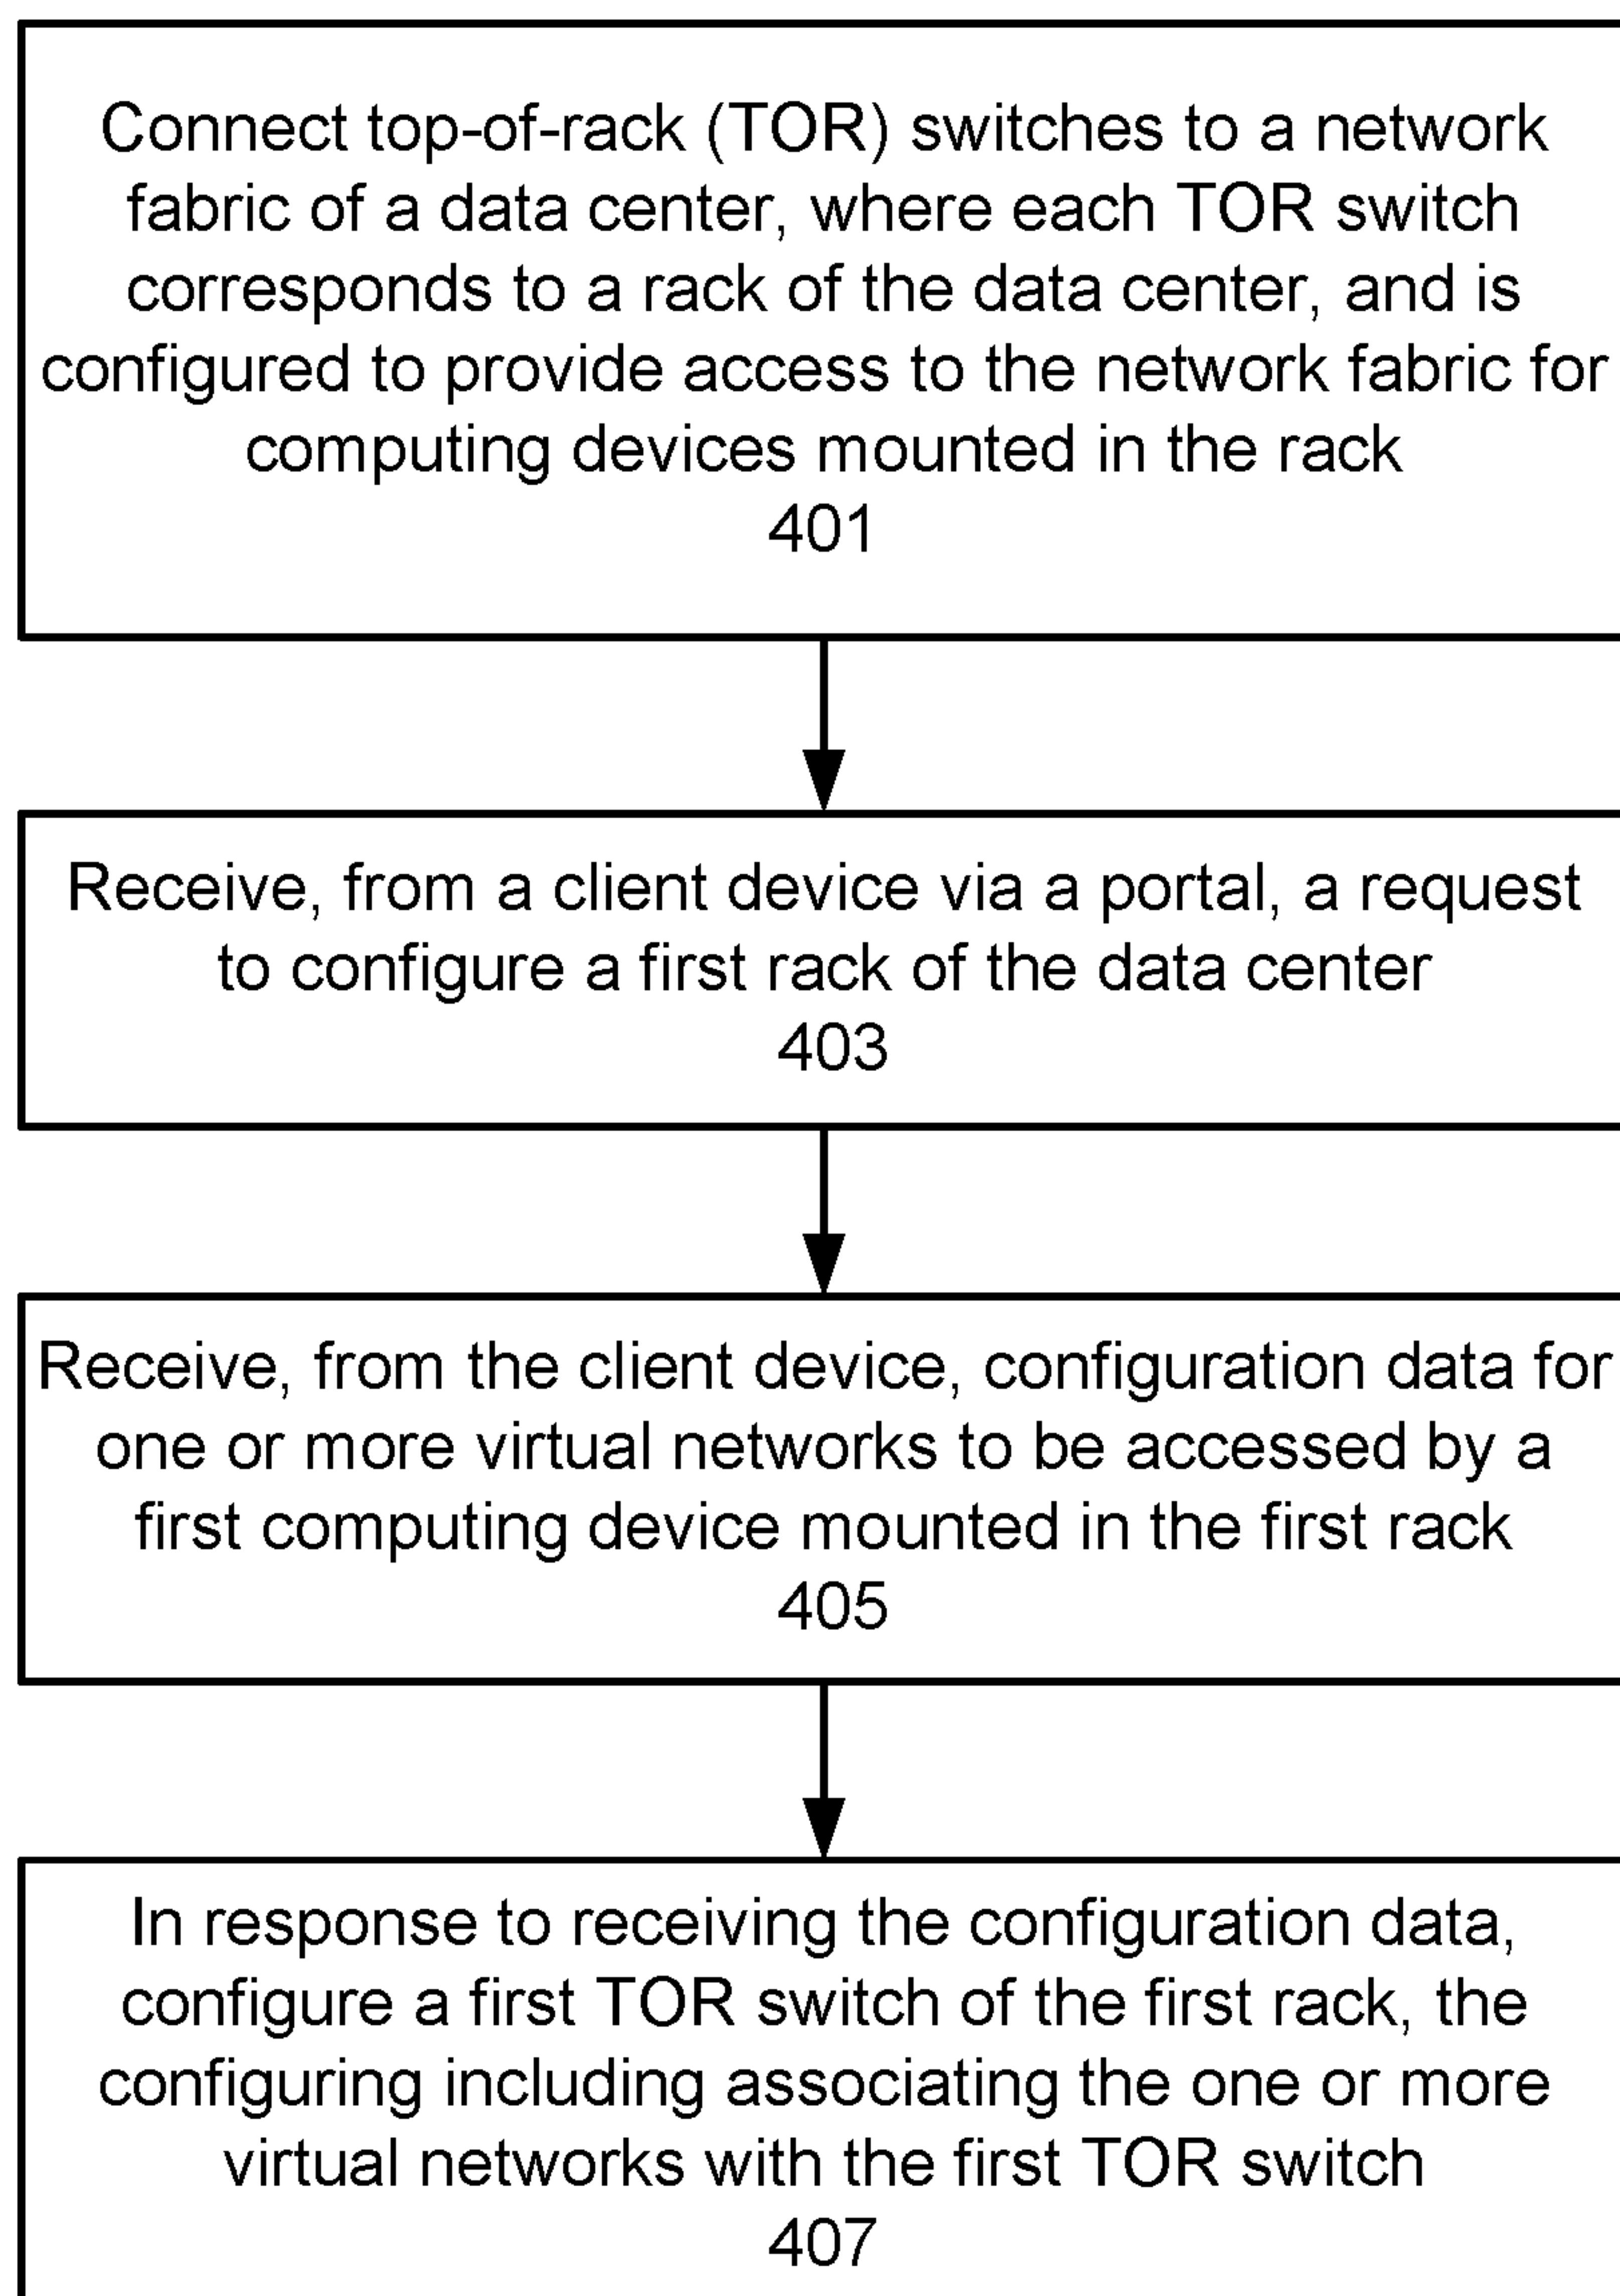 Connect top-of-rack (TOR) switches to a network
fabric of a data center, where each TOR switch
corresponds to a rack of the data center, and is
configured to provide access to the network fabric for
computing devices mounted in the rack
401
Receive, from a client device via a portal, a request
to configure a first rack of the data center
403
Receive, from the client device, configuration data for
one or more virtual networks to be accessed by a
first computing device mounted in the first rack
405
In response to receiving the configuration data,
configure a first TOR switch of the first rack, the
configuring including associating the one or more
virtual networks with the first TOR switch
407